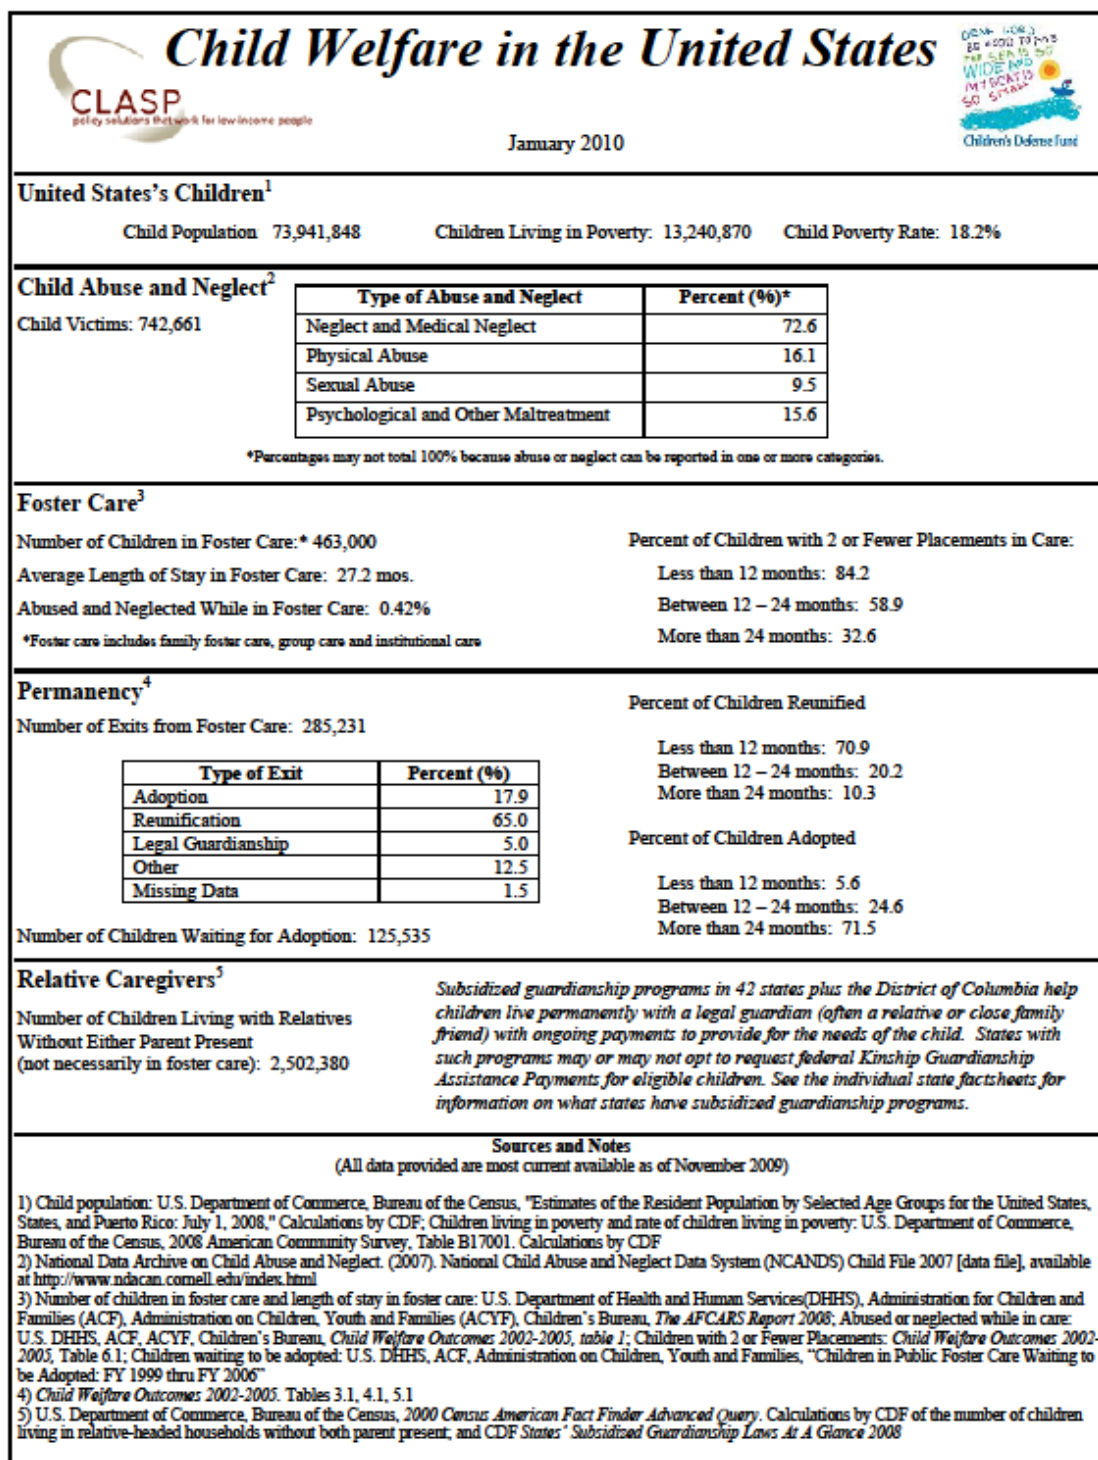 Child Welfare in the United States
CLASP
policy solutions that work for low-income people
DEAR LORD
BE GOOD TO ME
THE SEA IS SO
WIDE AND
MY BOAT IS
SO SMALL
Children's Defense Fund
January 2010
United States's Children1
Child Population 73,941,848 Children Living in Poverty: 13,240,870 Child Poverty Rate: 18.2%
Child Abuse and Neglect2
Child Victims: 742,661
Type of Abuse and Neglect Percent (%)*
Neglect and Medical Neglect 72.6
Physical Abuse 16.1
Sexual Abuse 9.5
Psychological and Other Maltreatment 15.6
*Percentages may not total 100% because abuse or neglect can be reported in one or more categories.
Foster Care3
Number of Children in Foster Care:* 463,000
Average Length of Stay in Foster Care: 27.2 mos.
Abused and Neglected While in Foster Care: 0.42%
*Foster care includes family foster care, group care and institutional care
Percent of Children with 2 or Fewer Placements in Care:
Less than 12 months: 84.2
Between 12 – 24 months: 58.9
More than 24 months: 32.6
Permanency4
Number of Exits from Foster Care: 285,231
Type of Exit Percent (%)
Adoption 17.9
Reunification 65.0
Legal Guardianship 5.0
Other 12.5
Missing Data 1.5
Number of Children Waiting for Adoption: 125,535
Percent of Children Reunified
Less than 12 months: 70.9
Between 12 – 24 months: 20.2
More than 24 months: 10.3
Percent of Children Adopted
Less than 12 months: 5.6
Between 12 – 24 months: 24.6
More than 24 months: 71.5
Relative Caregivers5
Number of Children Living with Relatives
Without Either Parent Present
(not necessarily in foster care): 2,502,380
Subsidized guardianship programs in 42 states plus the District of Columbia help
children live permanently with a legal guardian (often a relative or close family
friend) with ongoing payments to provide for the needs of the child. States with
such programs may or may not opt to request federal Kinship Guardianship
Assistance Payments for eligible children. See the individual state factsheets for
information on what states have subsidized guardianship programs.
Sources and Notes
(All data provided are most current available as of November 2009)
1) Child population: U.S. Department of Commerce, Bureau of the Census, "Estimates of the Resident Population by Selected Age Groups for the United States,
States, and Puerto Rico: July 1, 2008," Calculations by CDF; Children living in poverty and rate of children living in poverty: U.S. Department of Commerce,
Bureau of the Census, 2008 American Community Survey, Table B17001. Calculations by CDF
2) National Data Archive on Child Abuse and Neglect. (2007). National Child Abuse and Neglect Data System (NCANDS) Child File 2007 [data file], available
at http://www.ndacan.cornell.edu/index.html
3) Number of children in foster care and length of stay in foster care: U.S. Department of Health and Human Services(DHHS), Administration for Children and
Families (ACF), Administration on Children, Youth and Families (ACYF), Children's Bureau, The AFCARS Report 2008; Abused or neglected while in care:
U.S. DHHS, ACF, ACYF, Children's Bureau, Child Welfare Outcomes 2002-2005, table 1; Children with 2 or Fewer Placements: Child Welfare Outcomes 2002-
2005, Table 6.1; Children waiting to be adopted: U.S. DHHS, ACF, Administration on Children, Youth and Families, "Children in Public Foster Care Waiting to
be Adopted: FY 1999 thru FY 2006"
4) Child Welfare Outcomes 2002-2005. Tables 3.1, 4.1, 5.1
5) U.S. Department of Commerce, Bureau of the Census, 2000 Census American Fact Finder Advanced Query. Calculations by CDF of the number of children
living in relative-headed households without both parent present; and CDF States' Subsidized Guardianship Laws At A Glance 2008